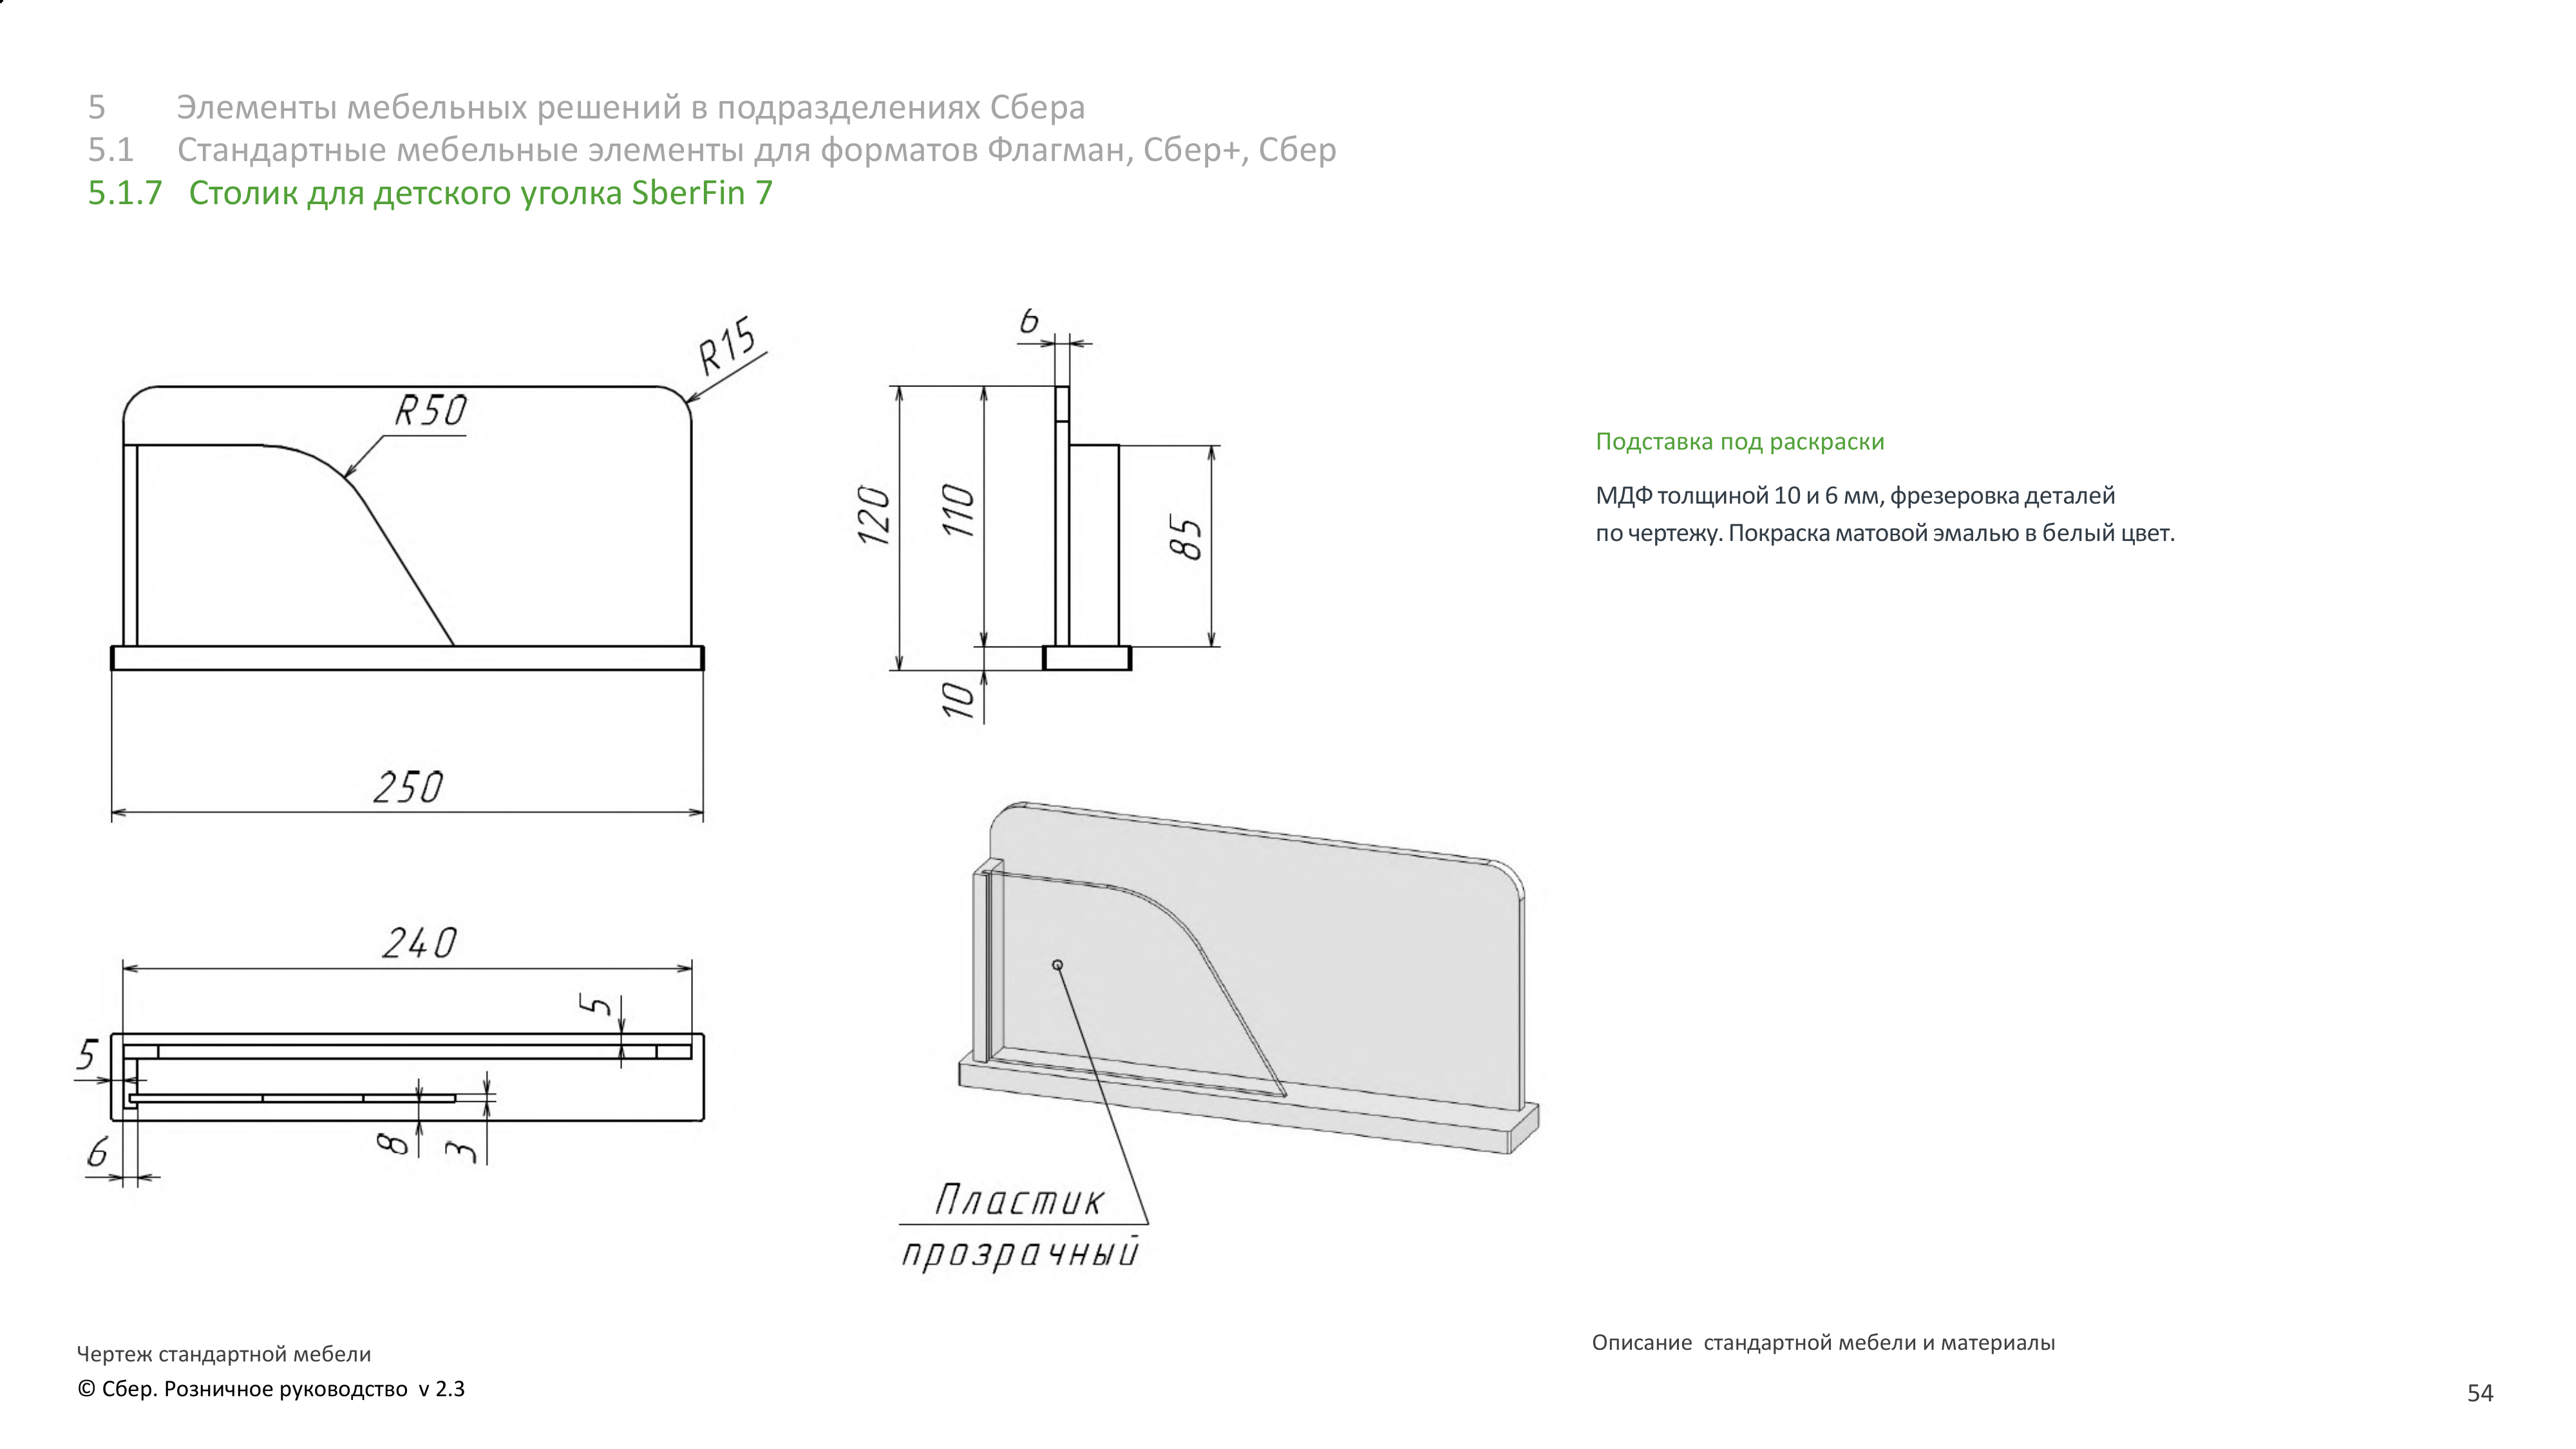 5 Элементы мебельных решений в подразделениях Сбера
5.1 Стандартные мебельные элементы для форматов Флагман, Сбер+, Сбер
5.1.7 Столик для детского уголка SberFin 7
R15
R50
250
6
120
110
85
10
Подставка под раскраски
МДФ толщиной 10 и 6 мм, фрезеровка деталей
по чертежу. Покраска матовой эмалью в белый цвет.
240
5
5
6
8
3
Пластик
прозрачный
Чертеж стандартной мебели
Описание стандартной мебели и материалы
© Сбер. Розничное руководство v 2.3
54